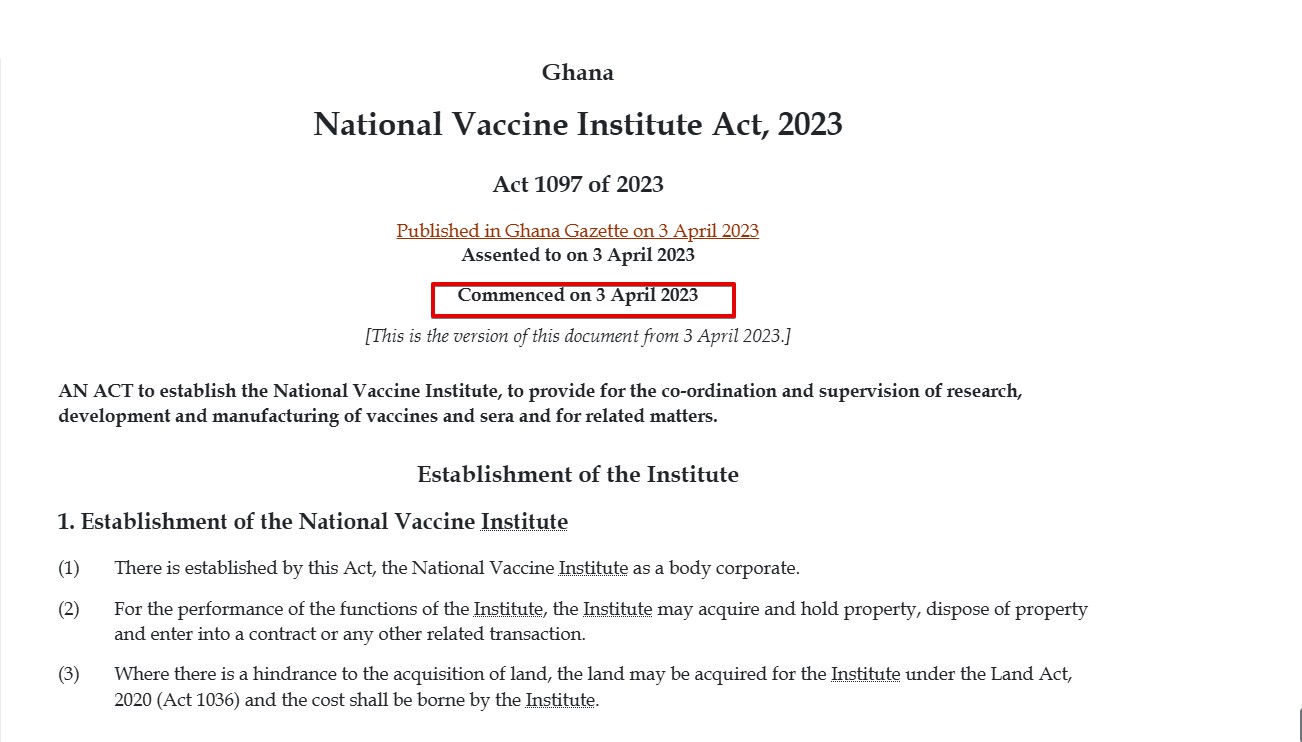 Ghana
National Vaccine Institute Act, 2023
Act 1097 of 2023
Published in Ghana Gazette on 3 April 2023
Assented to on 3 April 2023
Commenced on 3 April 2023
[This is the version of this document from 3 April 2023.]
AN ACT to establish the National Vaccine Institute, to provide for the co-ordination and supervision of research,
development and manufacturing of vaccines and sera and for related matters.
Establishment of the Institute
1. Establishment of the National Vaccine Institute
(1) There is established by this Act, the National Vaccine Institute as a body corporate.
(2) For the performance of the functions of the Institute, the Institute may acquire and hold property, dispose of property
and enter into a contract or any other related transaction.
(3) Where there is a hindrance to the acquisition of land, the land may be acquired for the Institute under the Land Act,
2020 (Act 1036) and the cost shall be borne by the Institute.